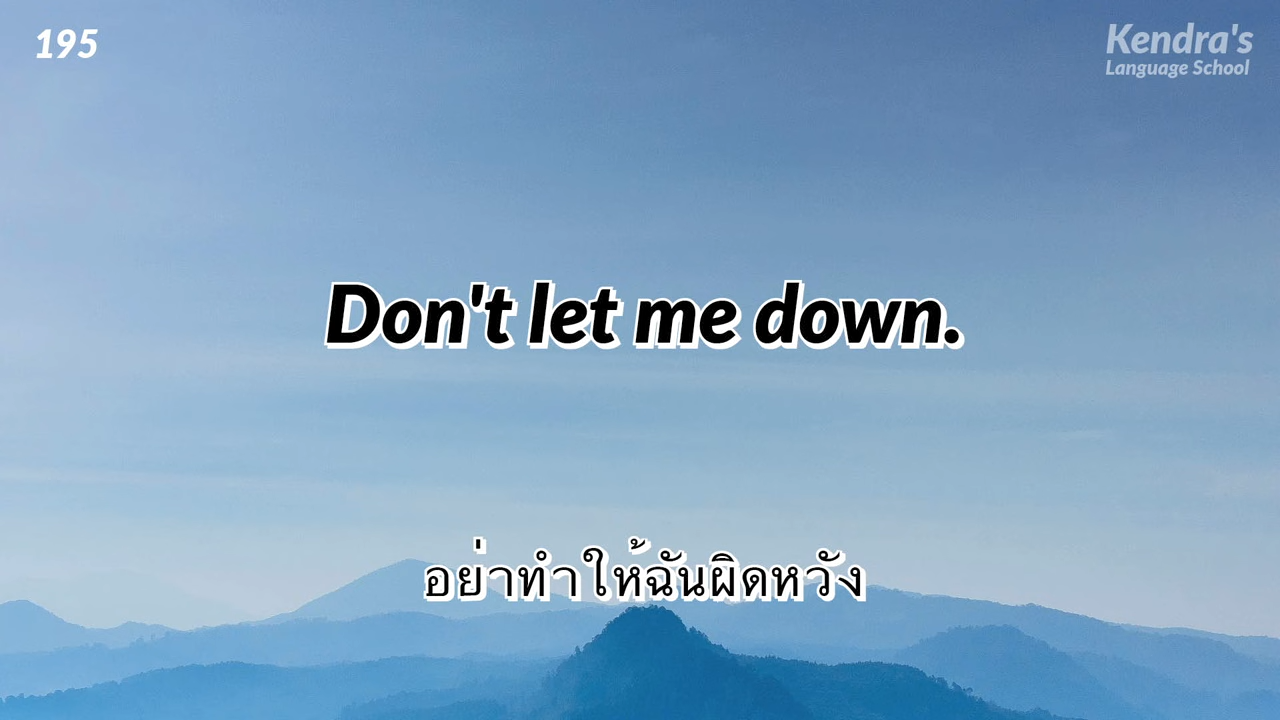 195
Kendra's
Language School
Don't let me down.
อย่าทำให้ฉันผิดหวัง